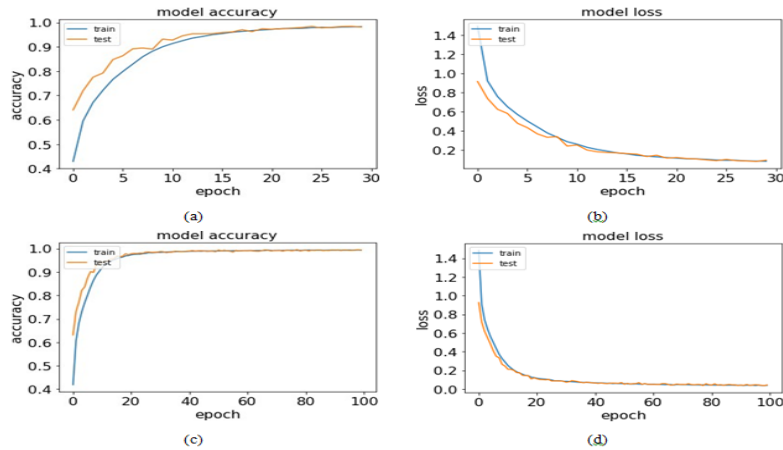 model accuracy
1.0
0.9
0.8
0.7
0.6
0.5
0.4
accuracy
train
test
0 5 10 15 20 25 30
epoch
(a)
model loss
1.4
1.2
1.0
0.8
0.6
0.4
0.2
loss
train
test
0 5 10 15 20 25 30
epoch
(b)
model accuracy
1.0
0.9
0.8
0.7
0.6
0.5
0.4
accuracy
train
test
0 20 40 60 80 100
epoch
(c)
model loss
1.4
1.2
1.0
0.8
0.6
0.4
0.2
0.0
loss
train
test
0 20 40 60 80 100
epoch
(d)